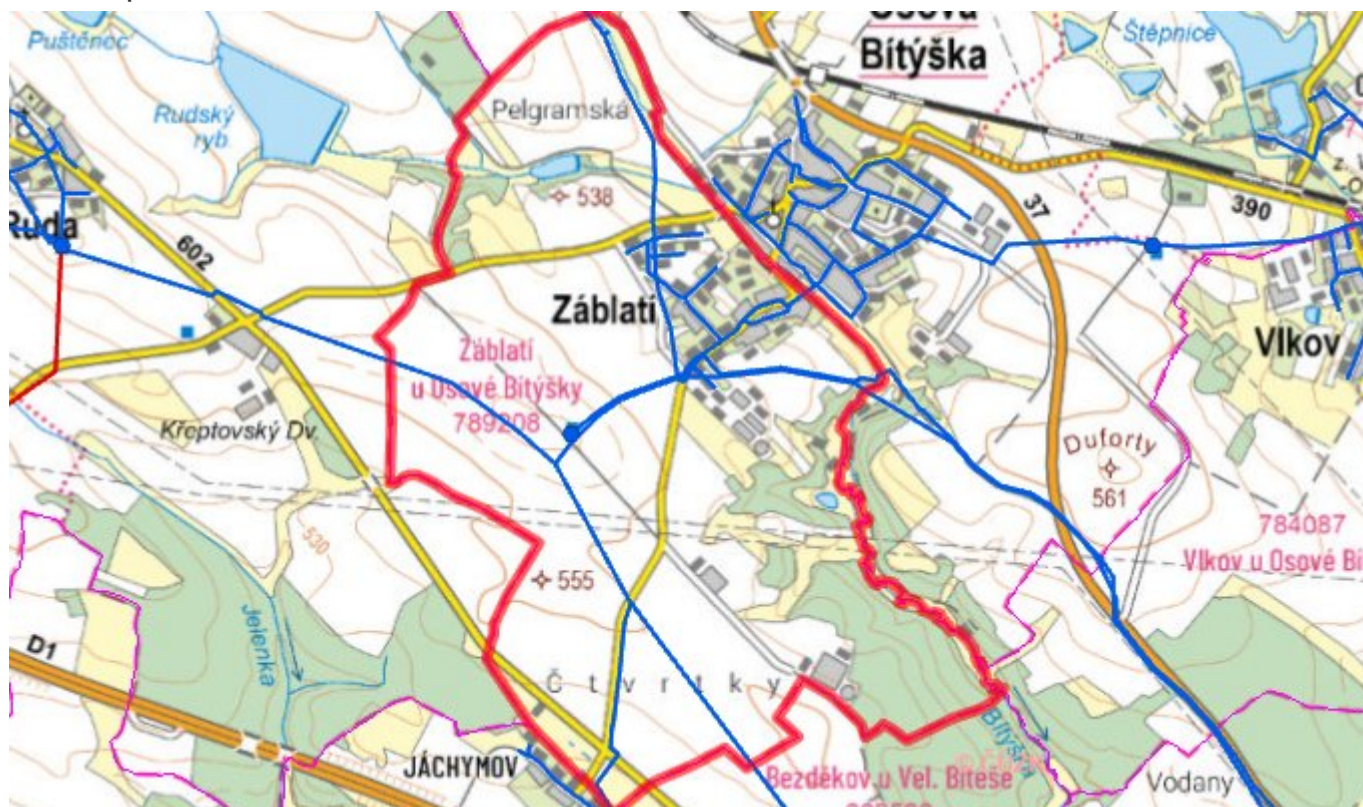 Osová
Bítýška
Štěpnice
Puštěnec
Rudský
ryb.
Pelgramská
538
37
390
Ruda
602
Záblatí
Vlkov
Záblatí
u Osové Bítýšky
789208
Křeptovský Dv.
Duforty
561
784087
Vlkov u Osové Bí
530
555
Jelenka
D1
Čtvrtky
Bítýška
JÁCHYMOV
Bezděkov u Vel. Bíteše
Vodany